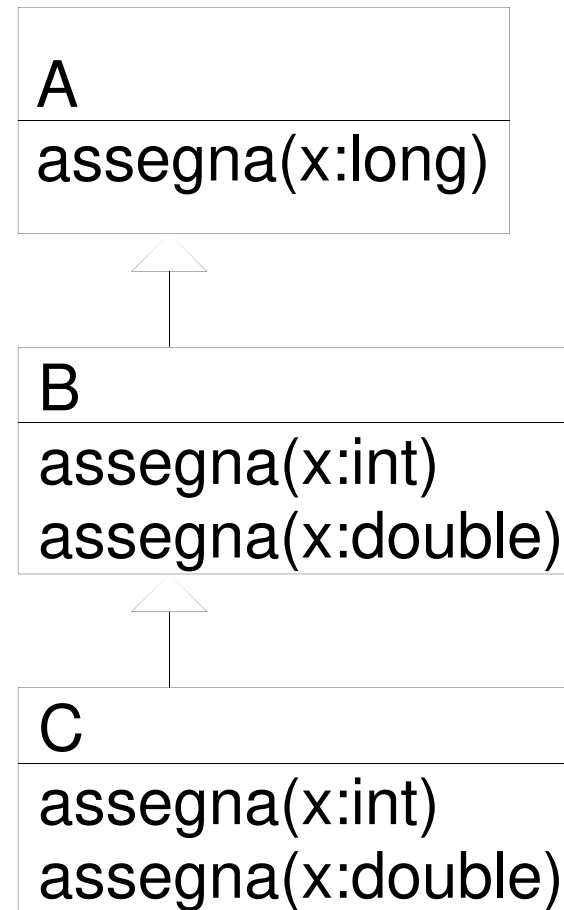 A
assegna(x:long)
B
assegna(x:int)
assegna(x:double)
C
assegna(x:int)
assegna(x:double)